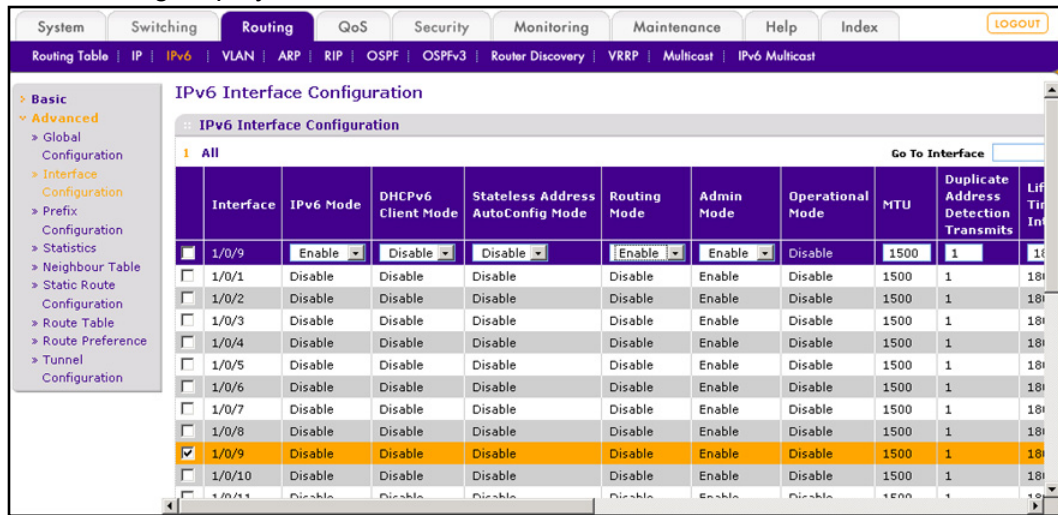 System Switching Routing QoS Security Monitoring Maintenance Help Index LOGOUT
Routing Table | IP | IPv6 | VLAN | ARP | RIP | OSPF | OSPFv3 | Router Discovery | VRRP | Multicast | IPv6 Multicast
Basic
Advanced
» Global
Configuration
» Interface
Configuration
» Prefix
Configuration
» Statistics
» Neighbour Table
» Static Route
Configuration
» Route Table
» Route Preference
» Tunnel
Configuration
IPv6 Interface Configuration
IPv6 Interface Configuration
1 All Go To Interface
Interface IPv6 Mode DHCPv6 Client Mode Stateless Address AutoConfig Mode Routing Mode Admin Mode Operational Mode MTU Duplicate Address Detection Transmits
1/0/9 Enable Disable Disable Enable Enable Disable 1500 1
1/0/1 Disable Disable Disable Disable Enable Disable 1500 1
1/0/2 Disable Disable Disable Disable Enable Disable 1500 1
1/0/3 Disable Disable Disable Disable Enable Disable 1500 1
1/0/4 Disable Disable Disable Disable Enable Disable 1500 1
1/0/5 Disable Disable Disable Disable Enable Disable 1500 1
1/0/6 Disable Disable Disable Disable Enable Disable 1500 1
1/0/7 Disable Disable Disable Disable Enable Disable 1500 1
1/0/8 Disable Disable Disable Disable Enable Disable 1500 1
1/0/9 Disable Disable Disable Disable Enable Disable 1500 1
1/0/10 Disable Disable Disable Disable Enable Disable 1500 1